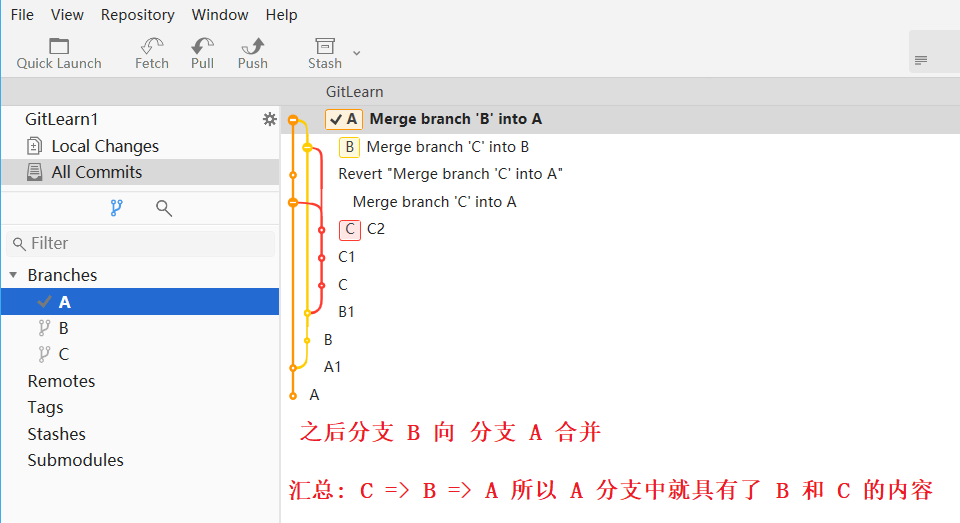 File View Repository Window Help
Quick Launch Fetch Pull Push Stash
GitLearn
GitLearn1
A Merge branch 'B' into A
Local Changes
B Merge branch 'C' into B
All Commits
Revert "Merge branch 'C' into A"
Merge branch 'C' into A
C C2
Filter
C1
Branches
C
A
B1
B
B
C
A1
Remotes
A
Tags
之后分支 B 向 分支 A 合并
Stashes
Submodules
汇总: C => B => A 所以 A 分支中就具有了 B 和 C 的内容